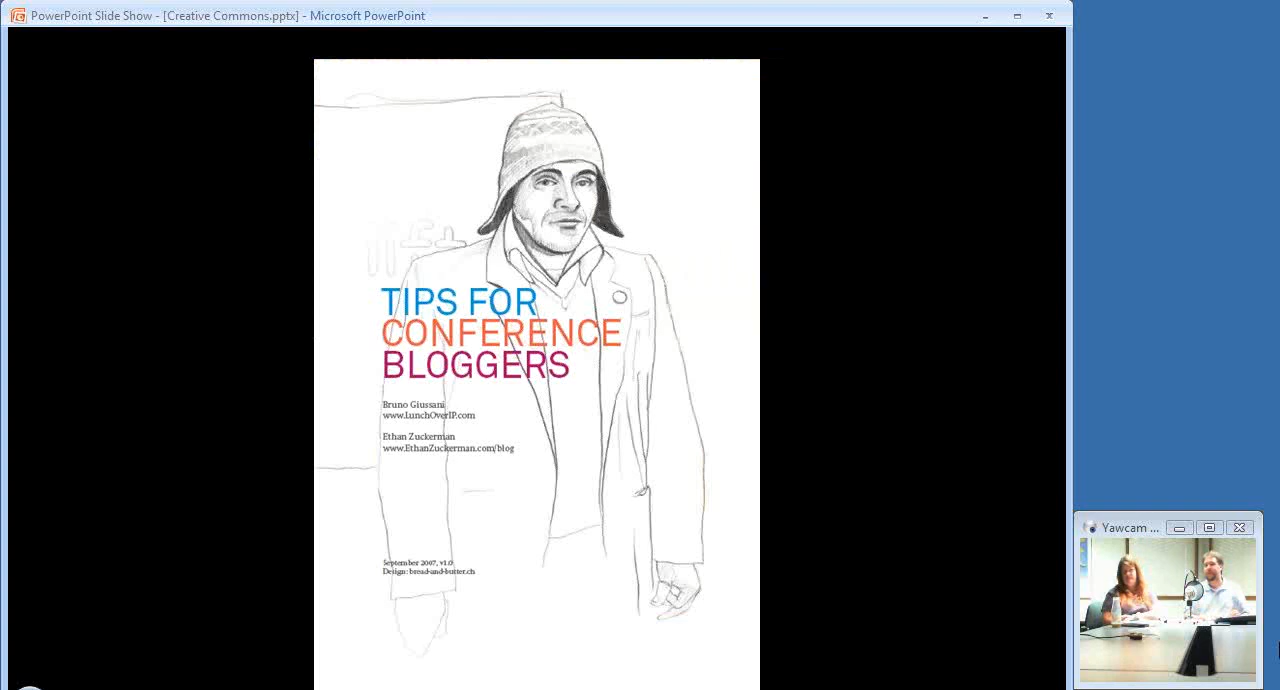 PowerPoint Slide Show - [Creative Commons.pptx] - Microsoft PowerPoint
TIPS FOR
CONFERENCE
BLOGGERS
Bruno Giussani
www.LunchOverIP.com
Ethan Zuckerman
www.EthanZuckerman.com/blog
September 2007, v1.0
Design: bread-and-butter.ch
Yawcam ...